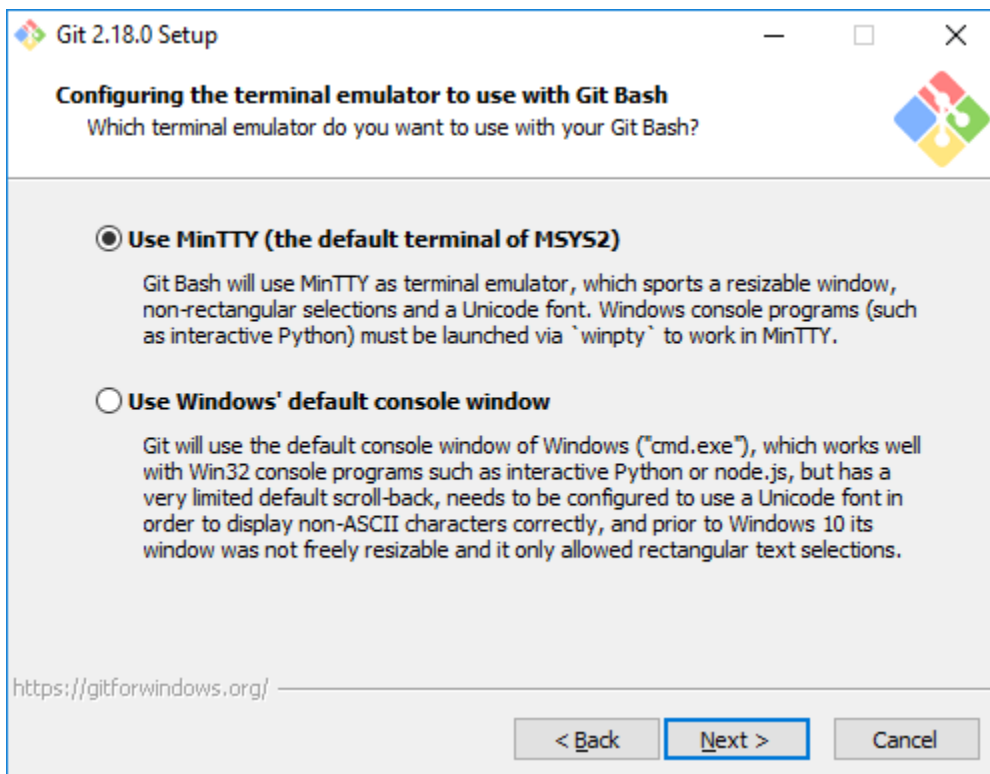 Git 2.18.0 Setup
Configuring the terminal emulator to use with Git Bash
Which terminal emulator do you want to use with your Git Bash?
Use MinTTY (the default terminal of MSYS2)
Git Bash will use MinTTY as terminal emulator, which sports a resizable window,
non-rectangular selections and a Unicode font. Windows console programs (such
as interactive Python) must be launched via `winpty` to work in MinTTY.
Use Windows' default console window
Git will use the default console window of Windows ("cmd.exe"), which works well
with Win32 console programs such as interactive Python or node.js, but has a
very limited default scroll-back, needs to be configured to use a Unicode font in
order to display non-ASCII characters correctly, and prior to Windows 10 its
window was not freely resizable and it only allowed rectangular text selections.
https://gitforwindows.org/
< Back
Next >
Cancel